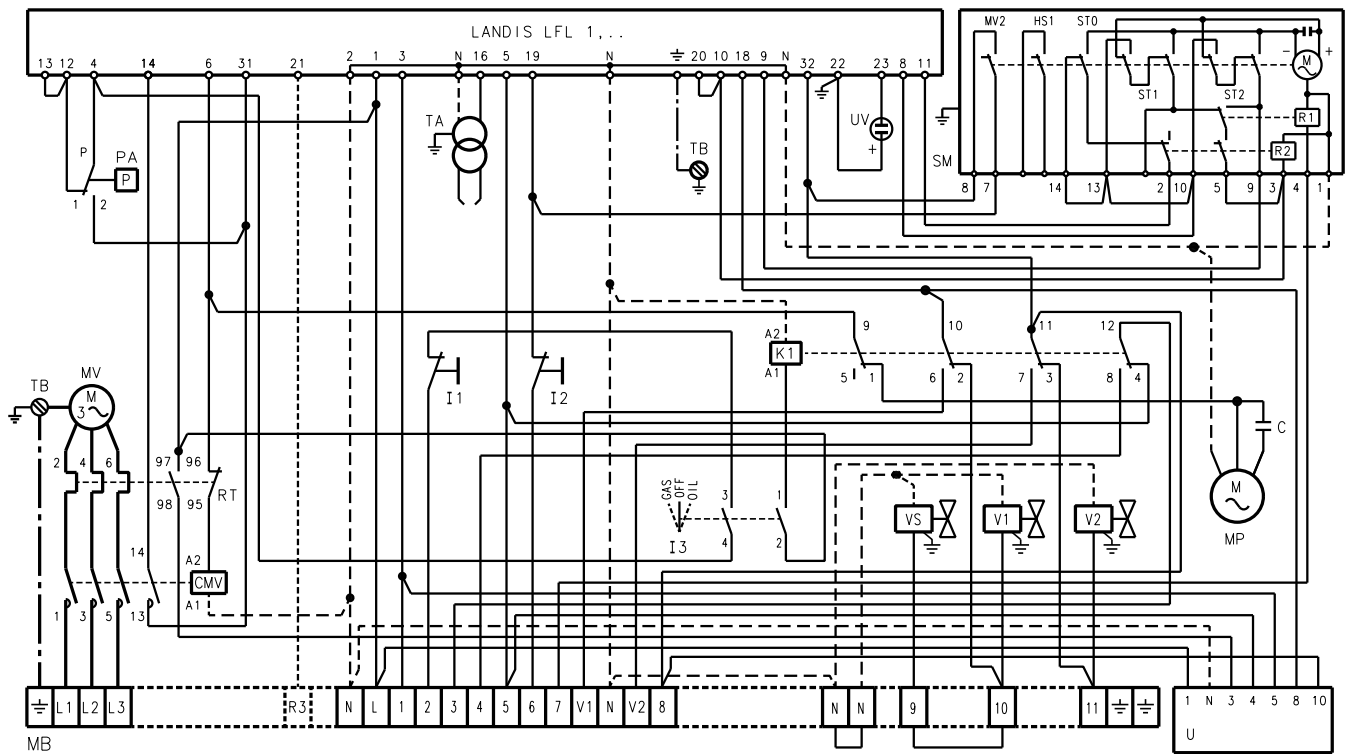 LANDIS LFL 1,..
MV2 HS1 ST0
- M +
13 12 4 14 6 31 21 2 1 3 N 16 5 19 N 20 10 18 9 N 32 22 23 8 11
ST1 ST2
TA
UV
+
R1
TB
R2
P PA
P
SM
8 7 14 13 2 10 5 9 3 4 1
1 2
9 10 11 12
A2
K1
A1
5 1 6 2 7 3 8 4
I1 I2
TB MV
M
3
C
2 4 6 97 96
RT
98 95
GAS
OFF
OIL
3 1
I3
4 2
VS V1 V2
M
MP
14
A2
CMV
A1
1 3 5 13
L1 L2 L3 R3 N L 1 2 3 4 5 6 7 V1 N V2 8 N N 9 10 11
1 N 3 4 5 8 10
U
MB